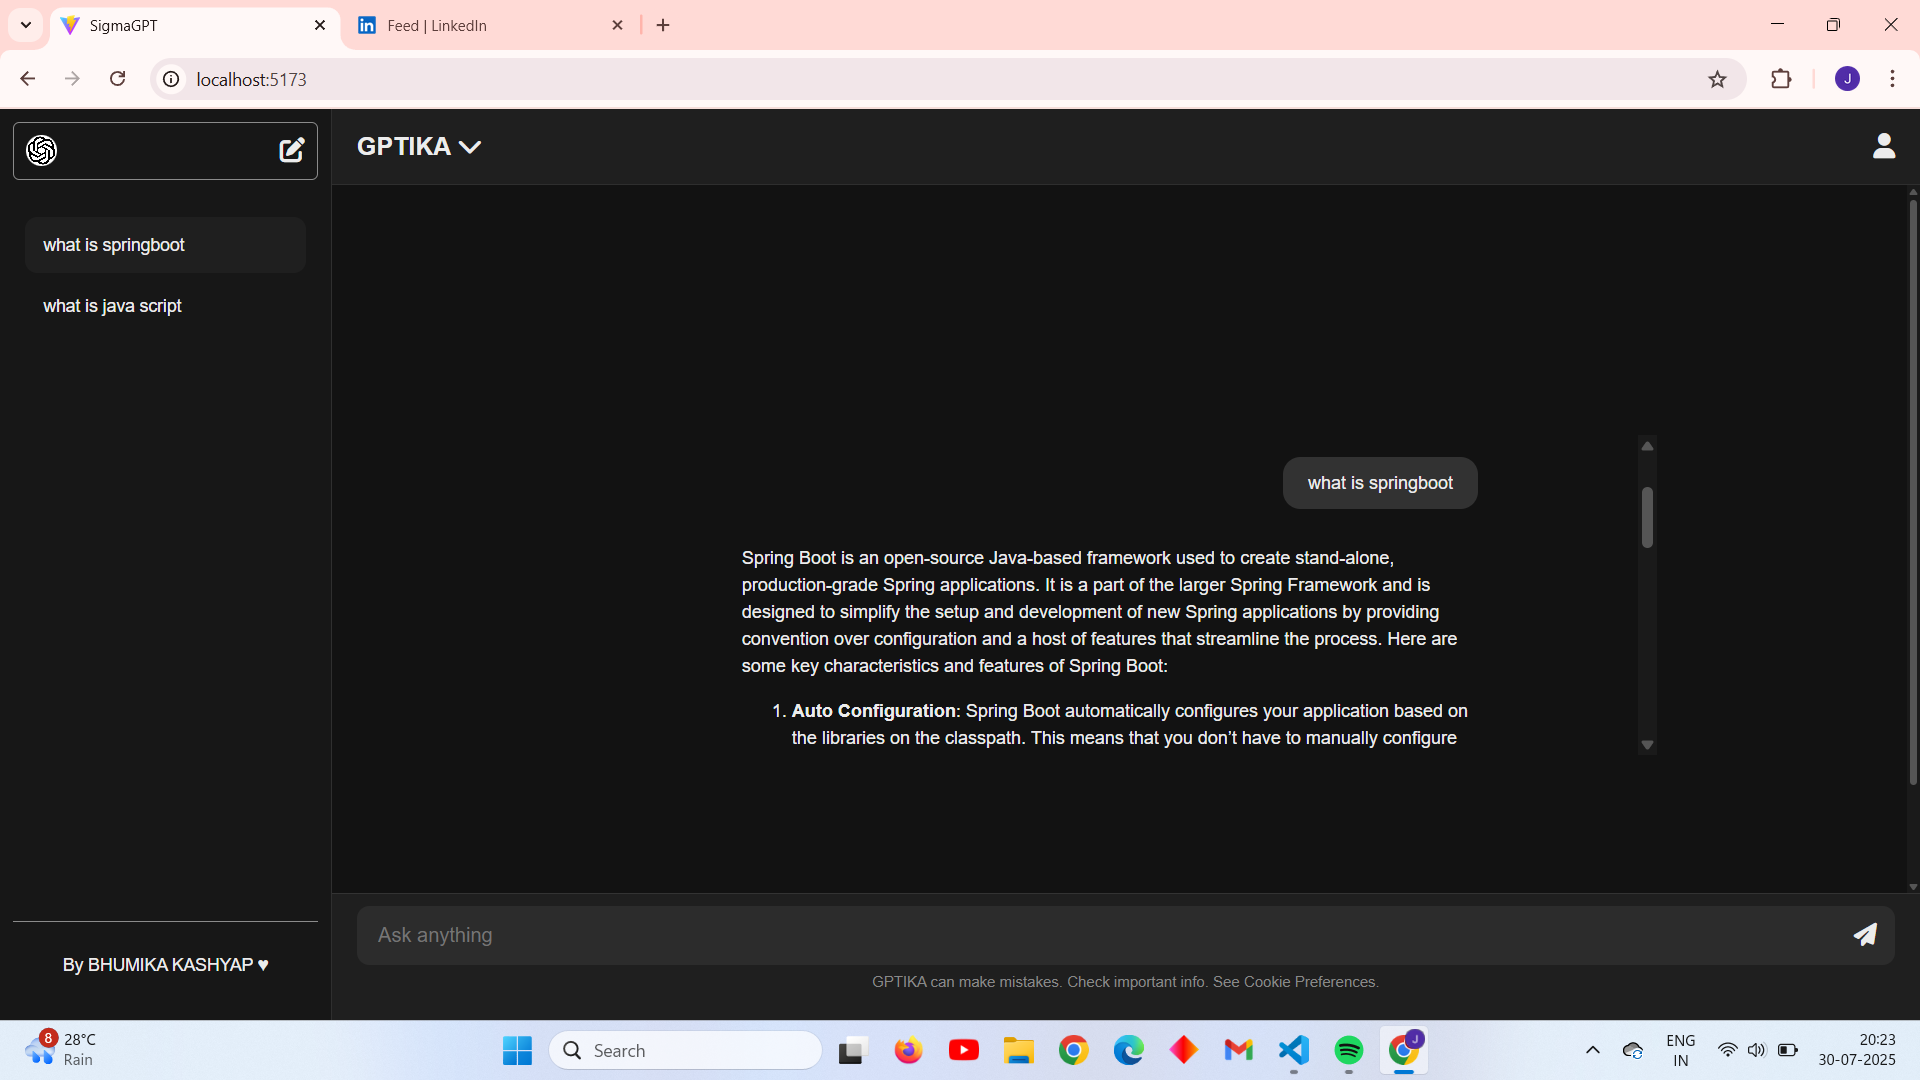 SigmaGPT
Feed | LinkedIn
localhost:5173
J
GPTIKA
what is springboot
what is java script
what is springboot
Spring Boot is an open-source Java-based framework used to create stand-alone,
production-grade Spring applications. It is a part of the larger Spring Framework and is
designed to simplify the setup and development of new Spring applications by providing
convention over configuration and a host of features that streamline the process. Here are
some key characteristics and features of Spring Boot:
1. Auto Configuration: Spring Boot automatically configures your application based on
the libraries on the classpath. This means that you don’t have to manually configure
Ask anything
GPTIKA can make mistakes. Check important info. See Cookie Preferences.
By BHUMIKA KASHYAP ♥
8
28°C
Rain
Search
J
ENG
IN
20:23
30-07-2025